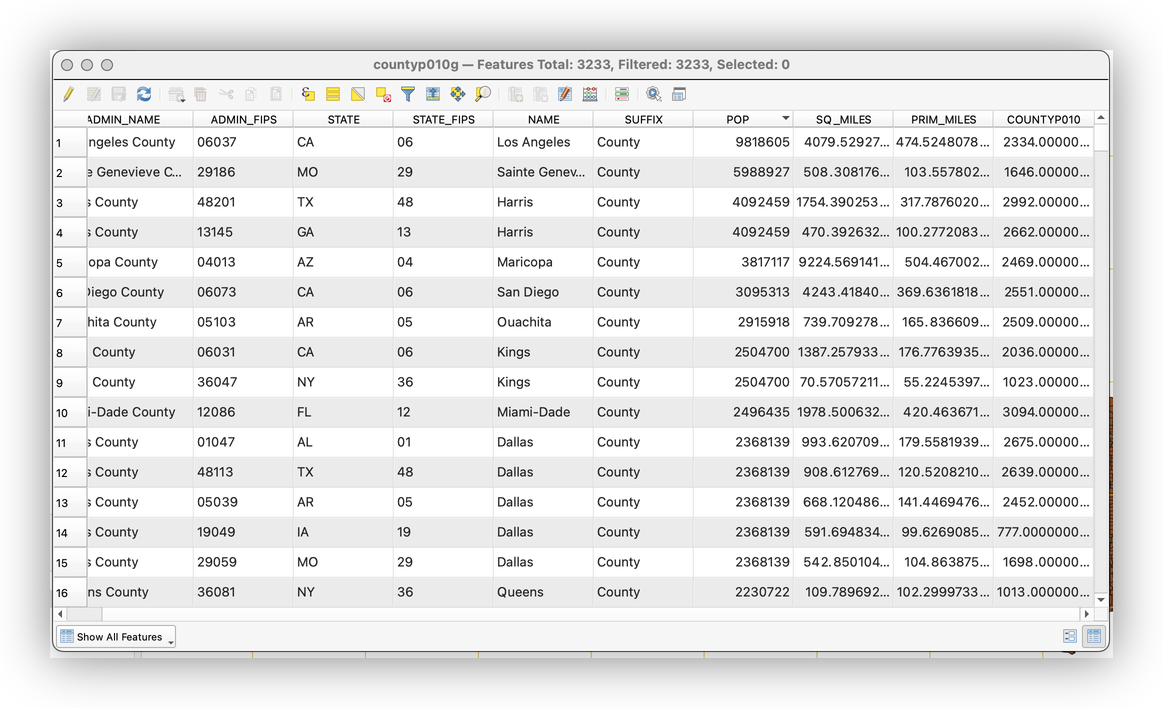 countyp010g — Features Total: 3233, Filtered: 3233, Selected: 0
ADMIN_NAME ADMIN_FIPS STATE STATE_FIPS NAME SUFFIX POP SQ_MILES PRIM_MILES COUNTYP010
1 ngeles County 06037 CA 06 Los Angeles County 9818605 4079.52927... 474.5248078... 2334.00000...
2 e Genevieve C... 29186 MO 29 Sainte Genev... County 5988927 508.308176... 103.557802... 1646.00000...
3 s County 48201 TX 48 Harris County 4092459 1754.390253... 317.7876020... 2992.00000...
4 s County 13145 GA 13 Harris County 4092459 470.392632... 100.2772083... 2662.00000...
5 opa County 04013 AZ 04 Maricopa County 3817117 9224.569141... 504.467002... 2469.00000...
6 Diego County 06073 CA 06 San Diego County 3095313 4243.41840... 369.6361818... 2551.00000...
7 hita County 05103 AR 05 Ouachita County 2915918 739.709278... 165.836609... 2509.00000...
8 County 06031 CA 06 Kings County 2504700 1387.257933... 176.7763935... 2036.00000...
9 County 36047 NY 36 Kings County 2504700 70.57057211... 55.2245397... 1023.00000...
10 i-Dade County 12086 FL 12 Miami-Dade County 2496435 1978.500632... 420.463671... 3094.00000...
11 s County 01047 AL 01 Dallas County 2368139 993.620709... 179.5581939... 2675.00000...
12 s County 48113 TX 48 Dallas County 2368139 908.612769... 120.5208210... 2639.00000...
13 s County 05039 AR 05 Dallas County 2368139 668.120486... 141.4469476... 2452.00000...
14 s County 19049 IA 19 Dallas County 2368139 591.694834... 99.6269085... 777.0000000...
15 s County 29059 MO 29 Dallas County 2368139 542.850104... 104.863875... 1698.00000...
16 ns County 36081 NY 36 Queens County 2230722 109.789692... 102.2999733... 1013.000000...
Show All Features